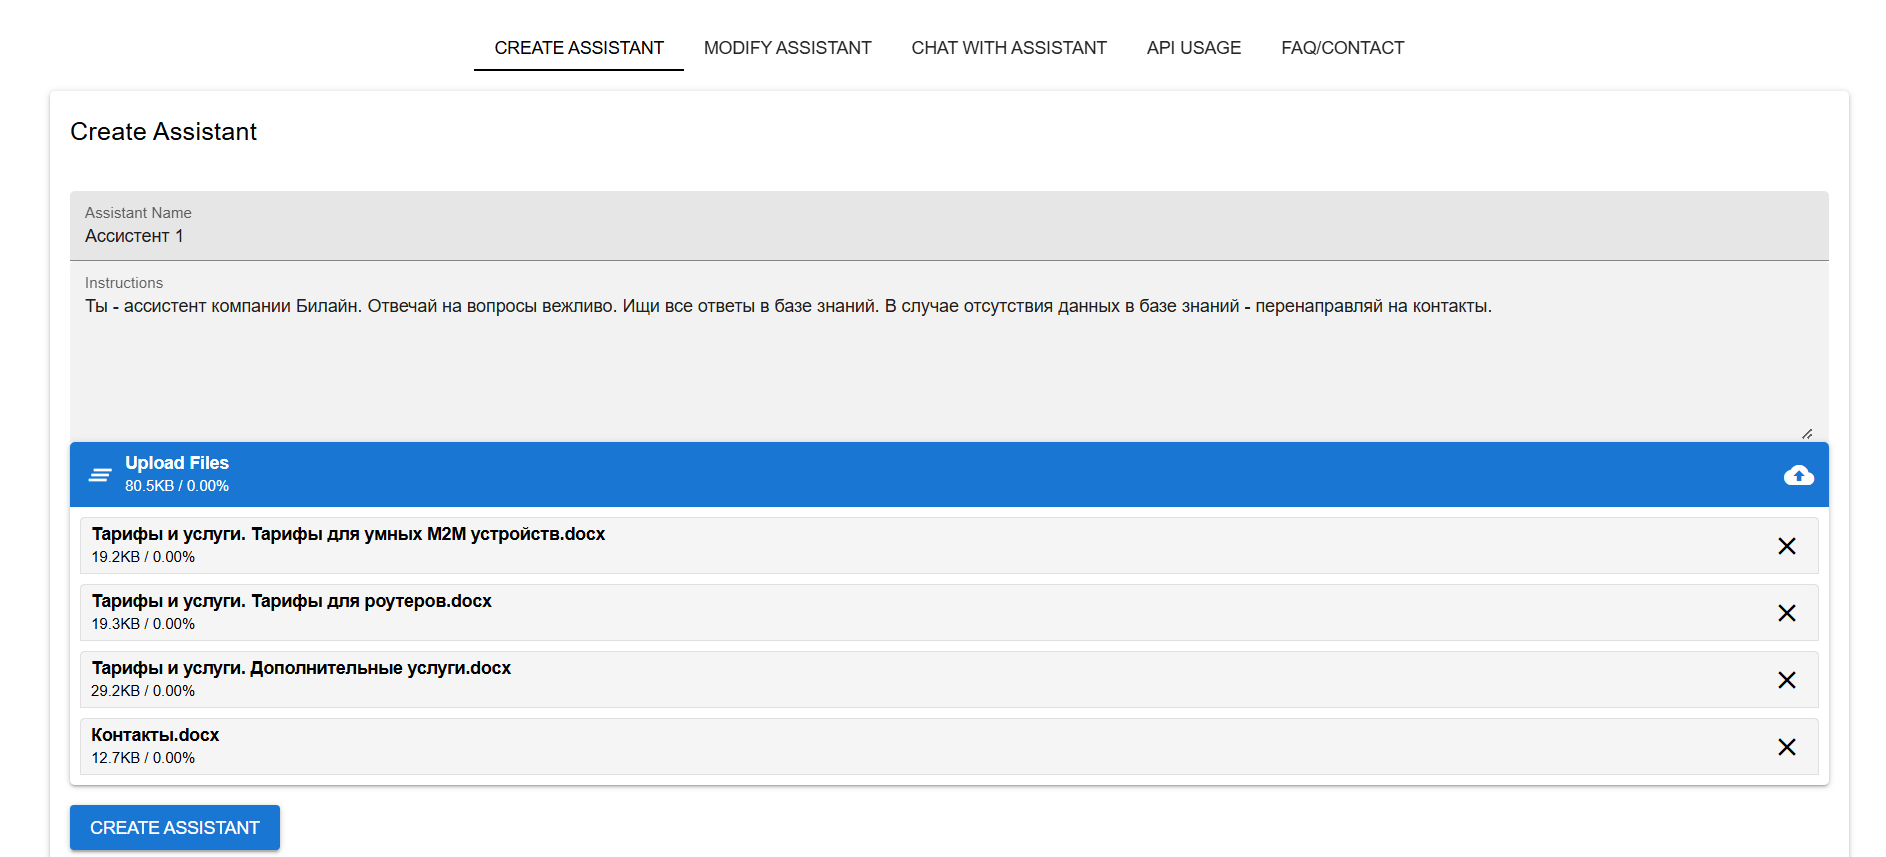 CREATE ASSISTANT MODIFY ASSISTANT CHAT WITH ASSISTANT API USAGE FAQ/CONTACT
Create Assistant
Assistant Name
Ассистент 1
Instructions
Ты - ассистент компании Билайн. Отвечай на вопросы вежливо. Ищи все ответы в базе знаний. В случае отсутствия данных в базе знаний - перенаправляй на контакты.
Upload Files
80.5KB / 0.00%
Тарифы и услуги. Тарифы для умных M2M устройств.docx
19.2KB / 0.00%
Тарифы и услуги. Тарифы для роутеров.docx
19.3KB / 0.00%
Тарифы и услуги. Дополнительные услуги.docx
29.2KB / 0.00%
Контакты.docx
12.7KB / 0.00%
CREATE ASSISTANT